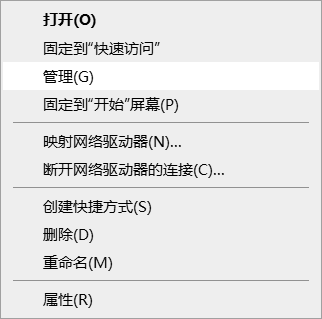 打开(O)
固定到“快速访问”
管理(G)
固定到“开始”屏幕(P)
映射网络驱动器(N)...
断开网络驱动器的连接(C)...
创建快捷方式(S)
删除(D)
重命名(M)
属性(R)